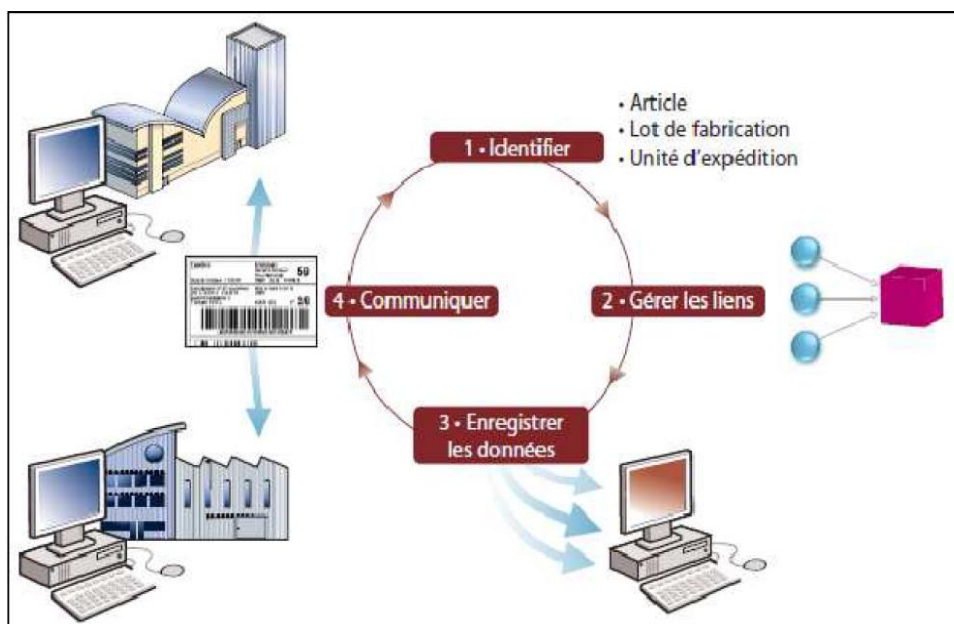 1 • Identifier
• Article
• Lot de fabrication
• Unité d'expédition
4 • Communiquer
2 • Gérer les liens
3 • Enregistrer
les données